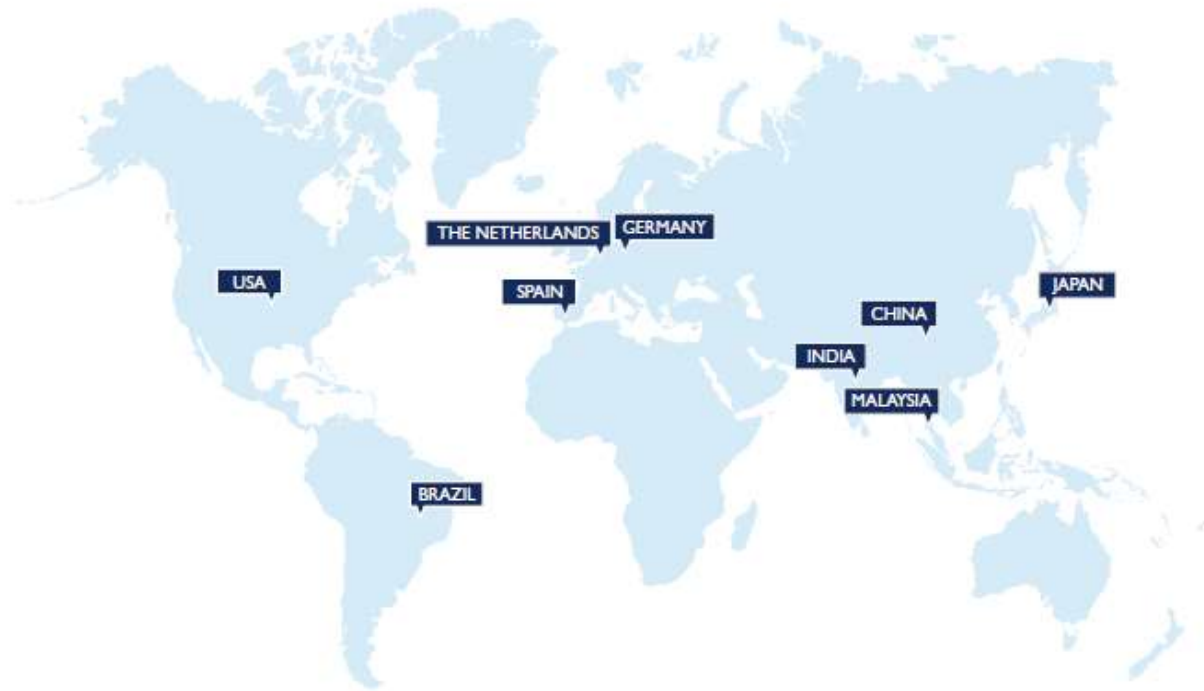 THE NETHERLANDS
GERMANY
USA
SPAIN
JAPAN
CHINA
INDIA
MALAYSIA
BRAZIL